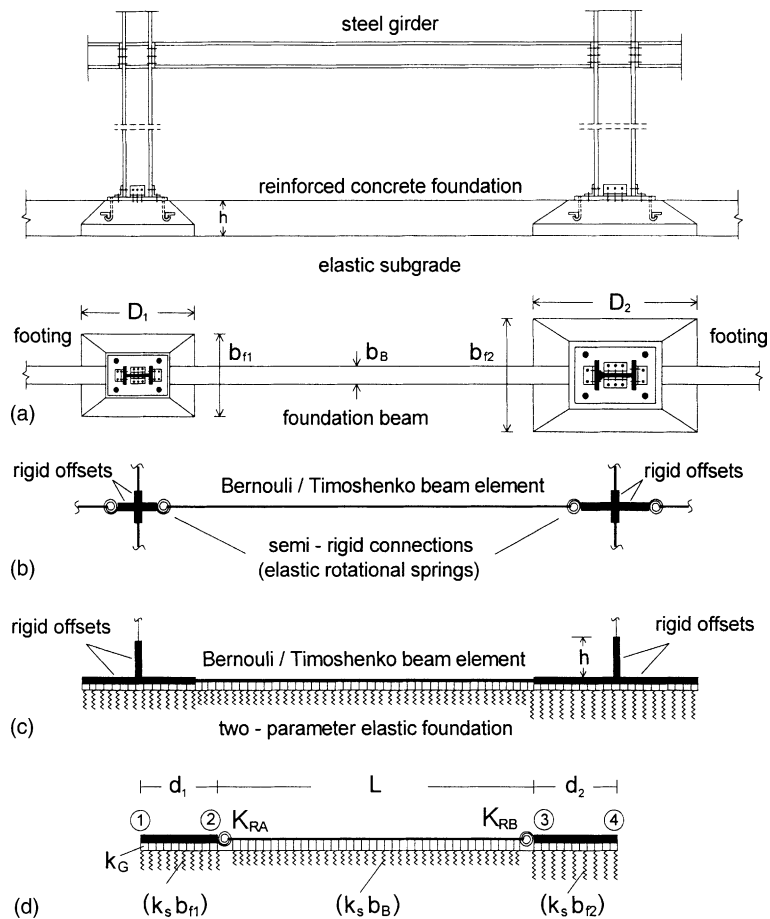 steel girder
reinforced concrete foundation
h
elastic subgrade
D1
D2
footing
bf1
bB
bf2
footing
foundation beam
(a)
rigid offsets
Bernouli / Timoshenko beam element
rigid offsets
semi - rigid connections
(elastic rotational springs)
(b)
rigid offsets
Bernouli / Timoshenko beam element
h
rigid offsets
two - parameter elastic foundation
(c)
d1
L
d2
1
2
KRA
KRB
3
4
kG
(ks bf1)
(ks bB)
(ks bf2)
(d)